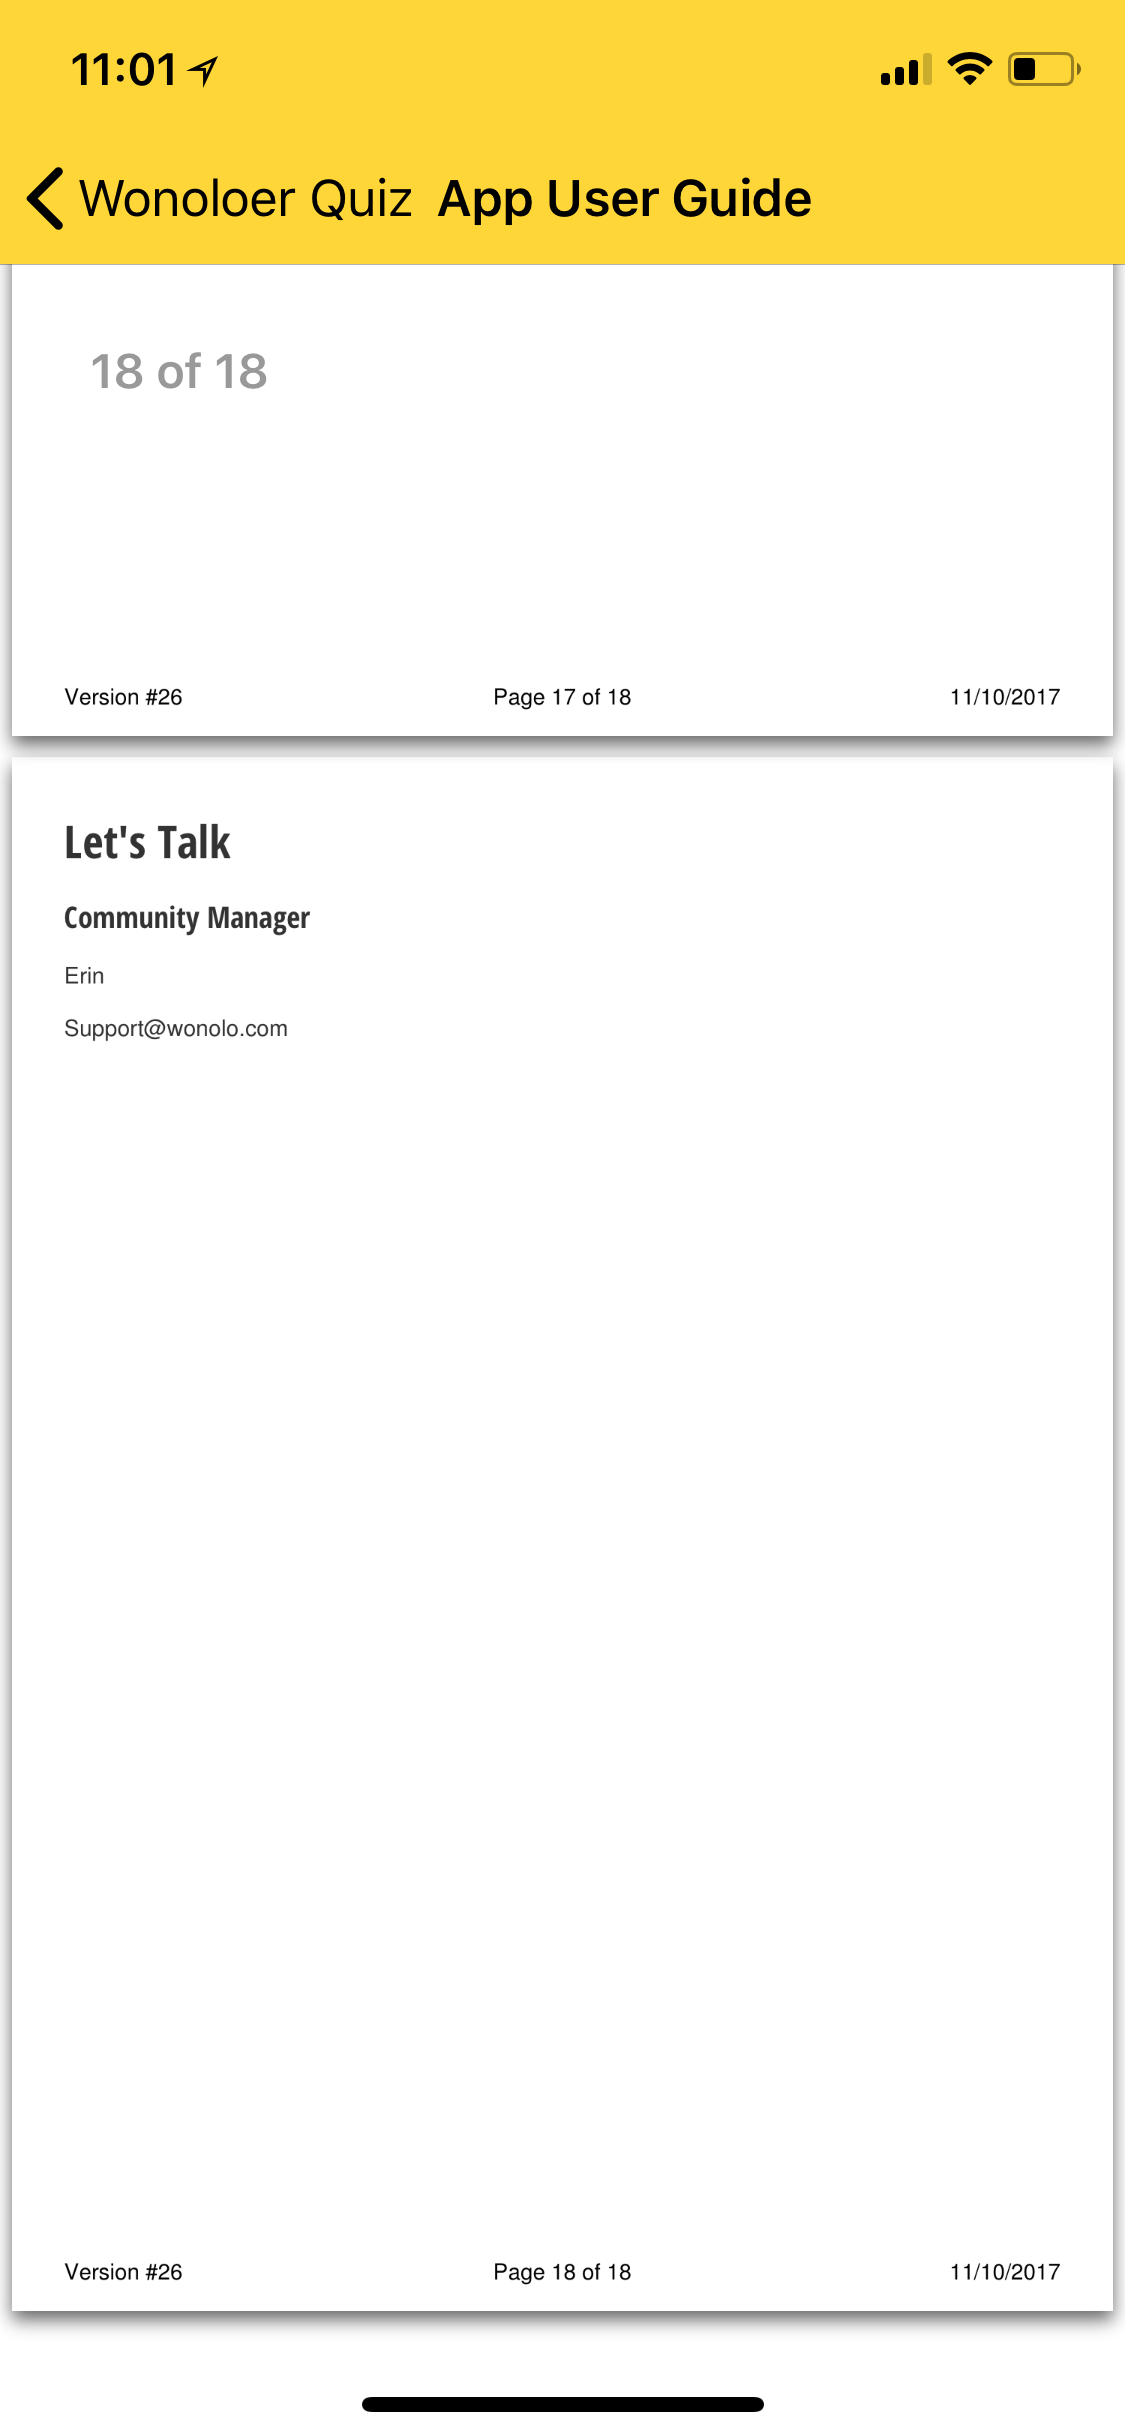 11:01
Wonoloer Quiz App User Guide
18 of 18
Version #26 Page 17 of 18 11/10/2017
Let's Talk
Community Manager
Erin
Support@wonolo.com
Version #26 Page 18 of 18 11/10/2017